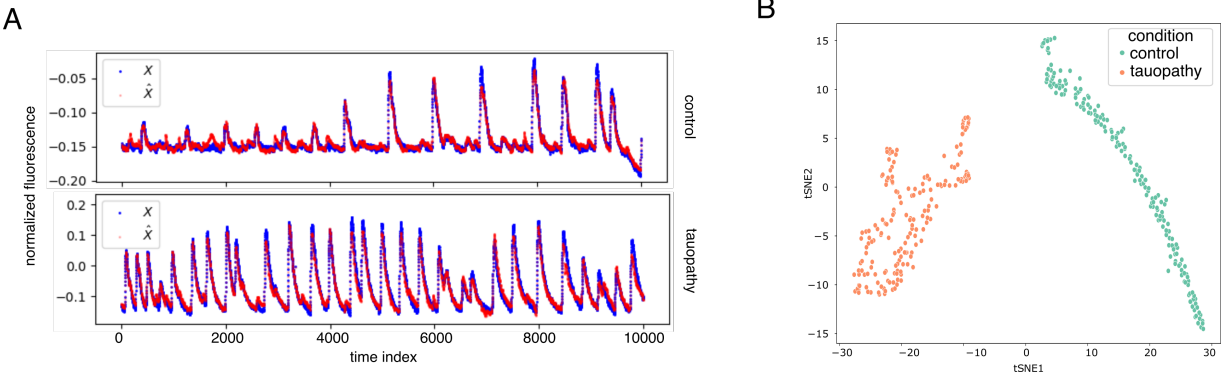 A
normalized fluorescence
−0.05
−0.10
−0.15
−0.20
x
x̂
control
0.2
0.1
0.0
−0.1
x
x̂
tauopathy
0 2000 4000 6000 8000 10000
time index
B
15
10
5
0
−5
−10
−15
tSNE2
condition
control
tauopathy
−30 −20 −10 0 10 20 30
tSNE1